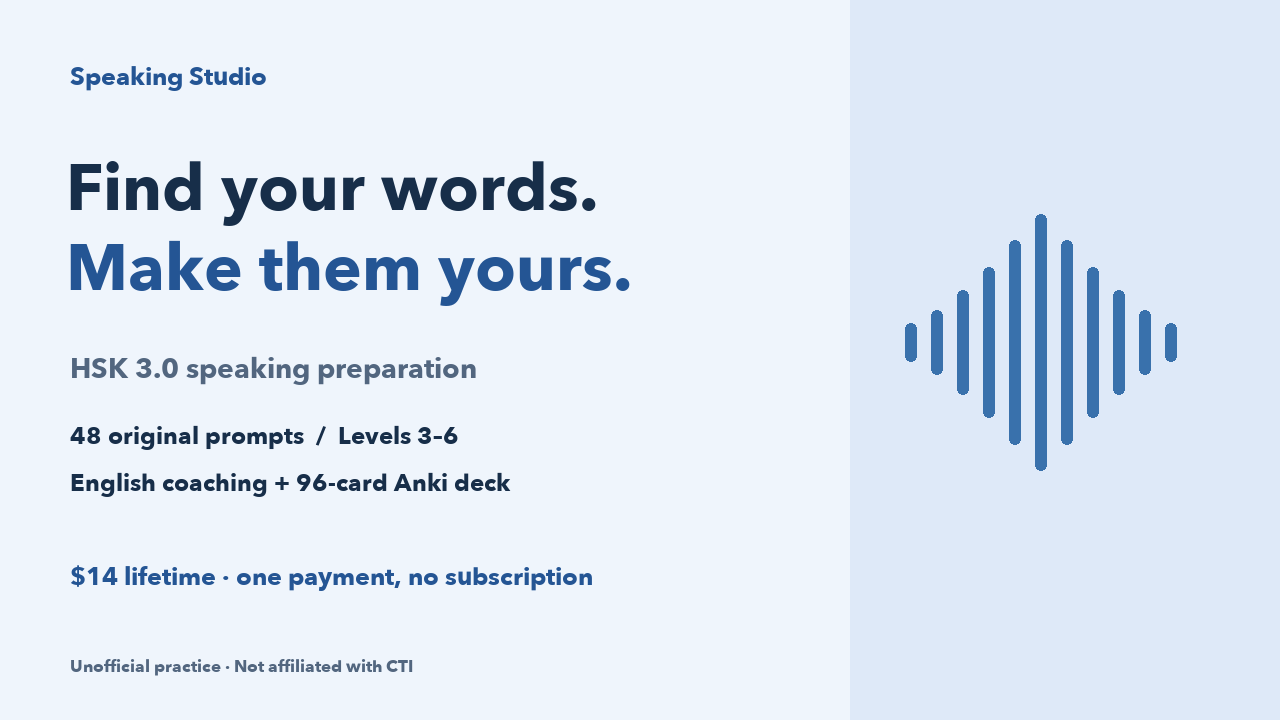 Speaking Studio
Find your words.
Make them yours.
HSK 3.0 speaking preparation
48 original prompts / Levels 3–6
English coaching + 96-card Anki deck
$14 lifetime · one payment, no subscription
Unofficial practice · Not affiliated with CTI